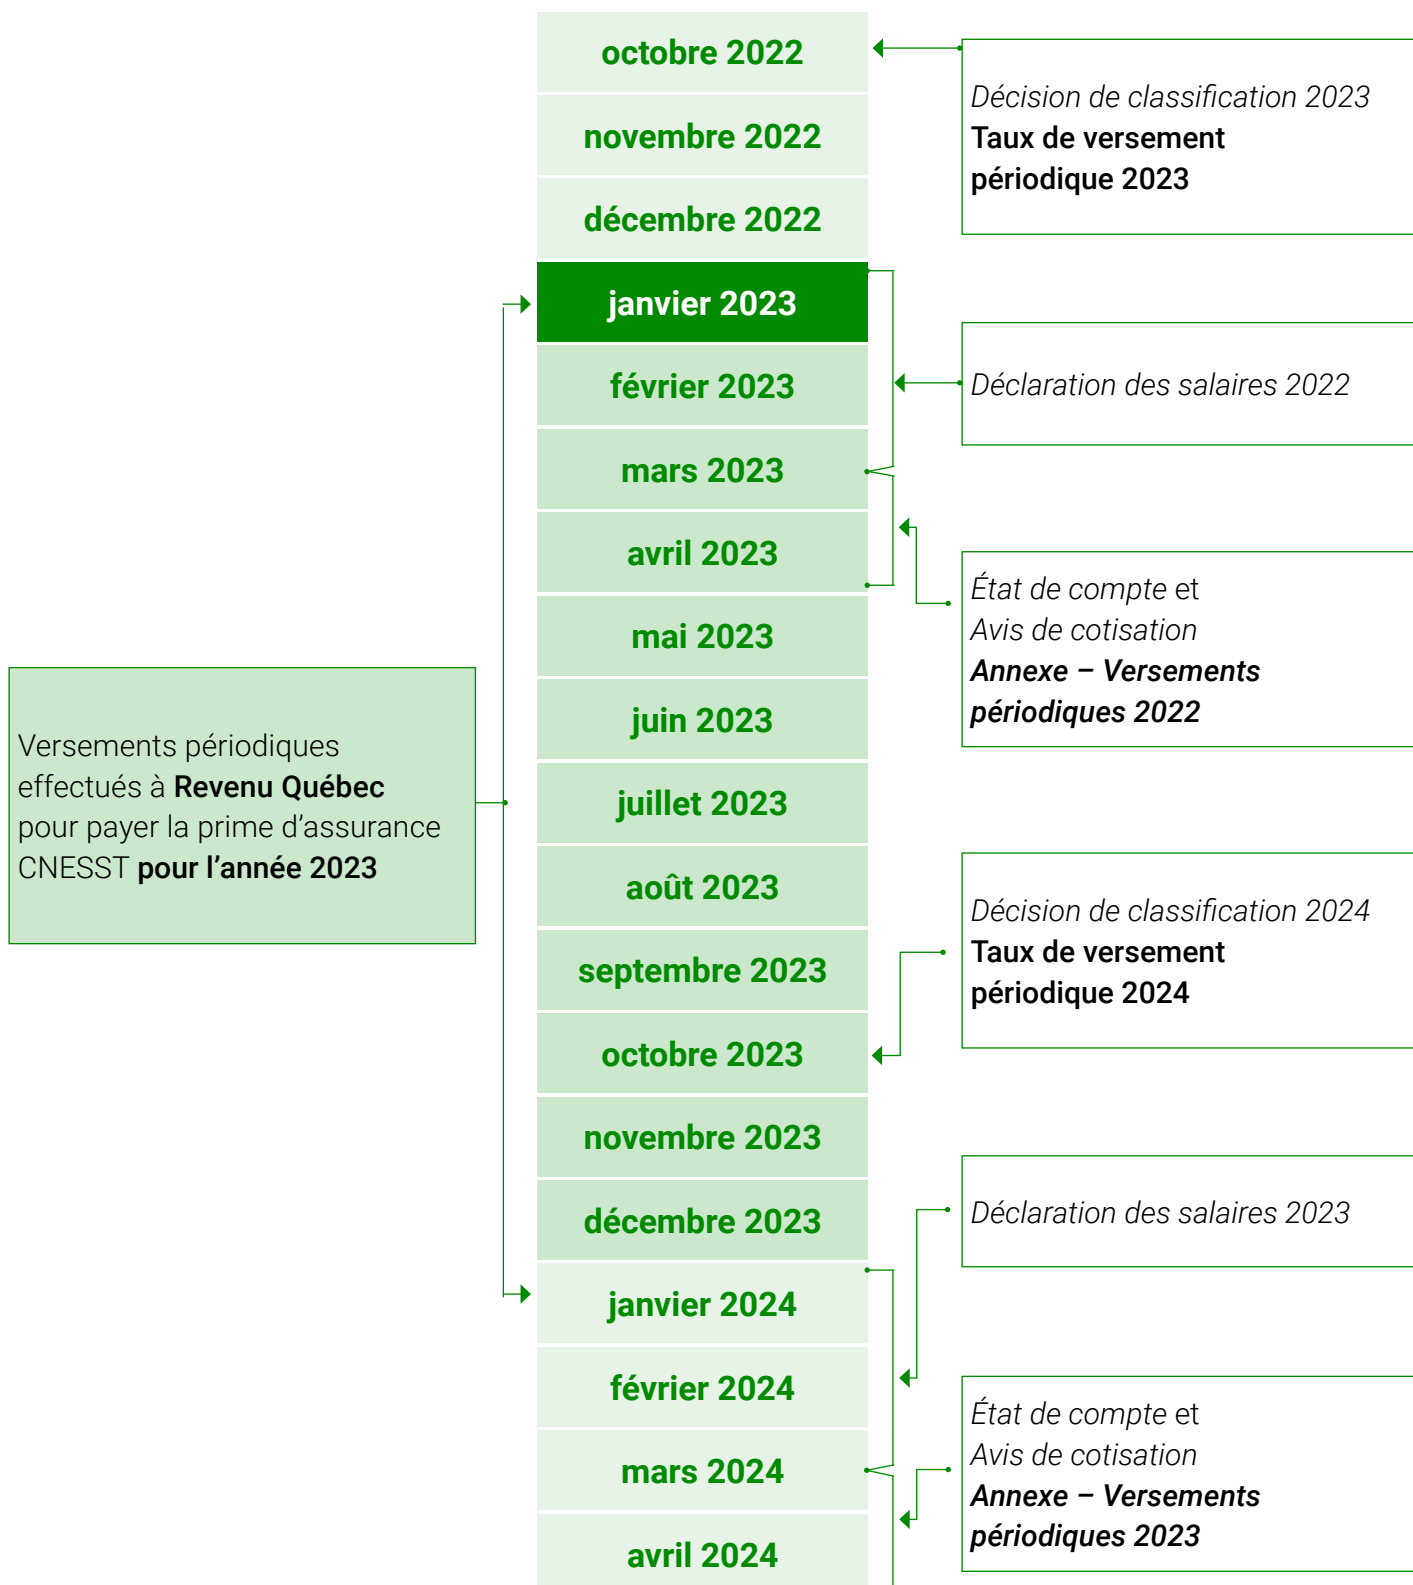 octobre 2022
novembre 2022
décembre 2022
janvier 2023
février 2023
mars 2023
avril 2023
mai 2023
juin 2023
juillet 2023
août 2023
septembre 2023
octobre 2023
novembre 2023
décembre 2023
janvier 2024
février 2024
mars 2024
avril 2024
Versements périodiques
effectués à Revenu Québec
pour payer la prime d’assurance
CNESST pour l’année 2023
Décision de classification 2023
Taux de versement
périodique 2023
Déclaration des salaires 2022
État de compte et
Avis de cotisation
Annexe – Versements
périodiques 2022
Décision de classification 2024
Taux de versement
périodique 2024
Déclaration des salaires 2023
État de compte et
Avis de cotisation
Annexe – Versements
périodiques 2023